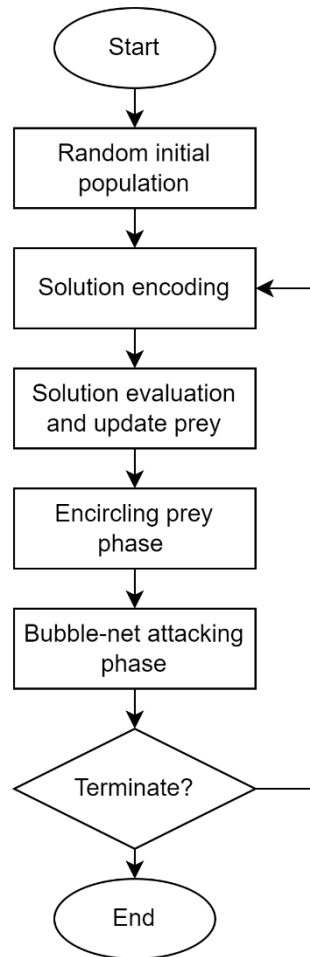 Start
Random initial
population
Solution encoding
Solution evaluation
and update prey
Encircling prey
phase
Bubble-net attacking
phase
Terminate?
End